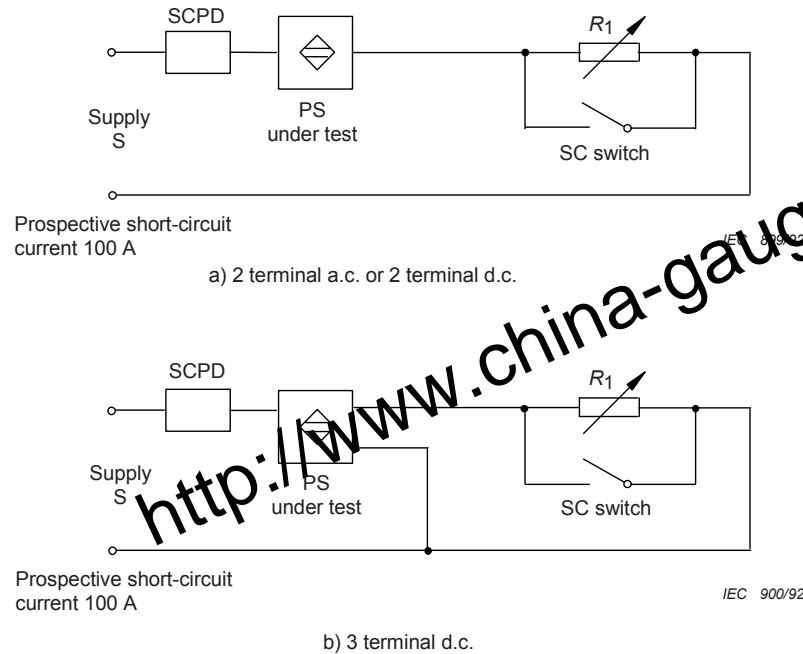 SCPD
R1
Supply
S
PS
under test
SC switch
Prospective short-circuit
current 100 A
IEC 899/92
a) 2 terminal a.c. or 2 terminal d.c.
http://www.china-gaug
SCPD
R1
Supply
S
PS
under test
SC switch
Prospective short-circuit
current 100 A
IEC 900/92
b) 3 terminal d.c.